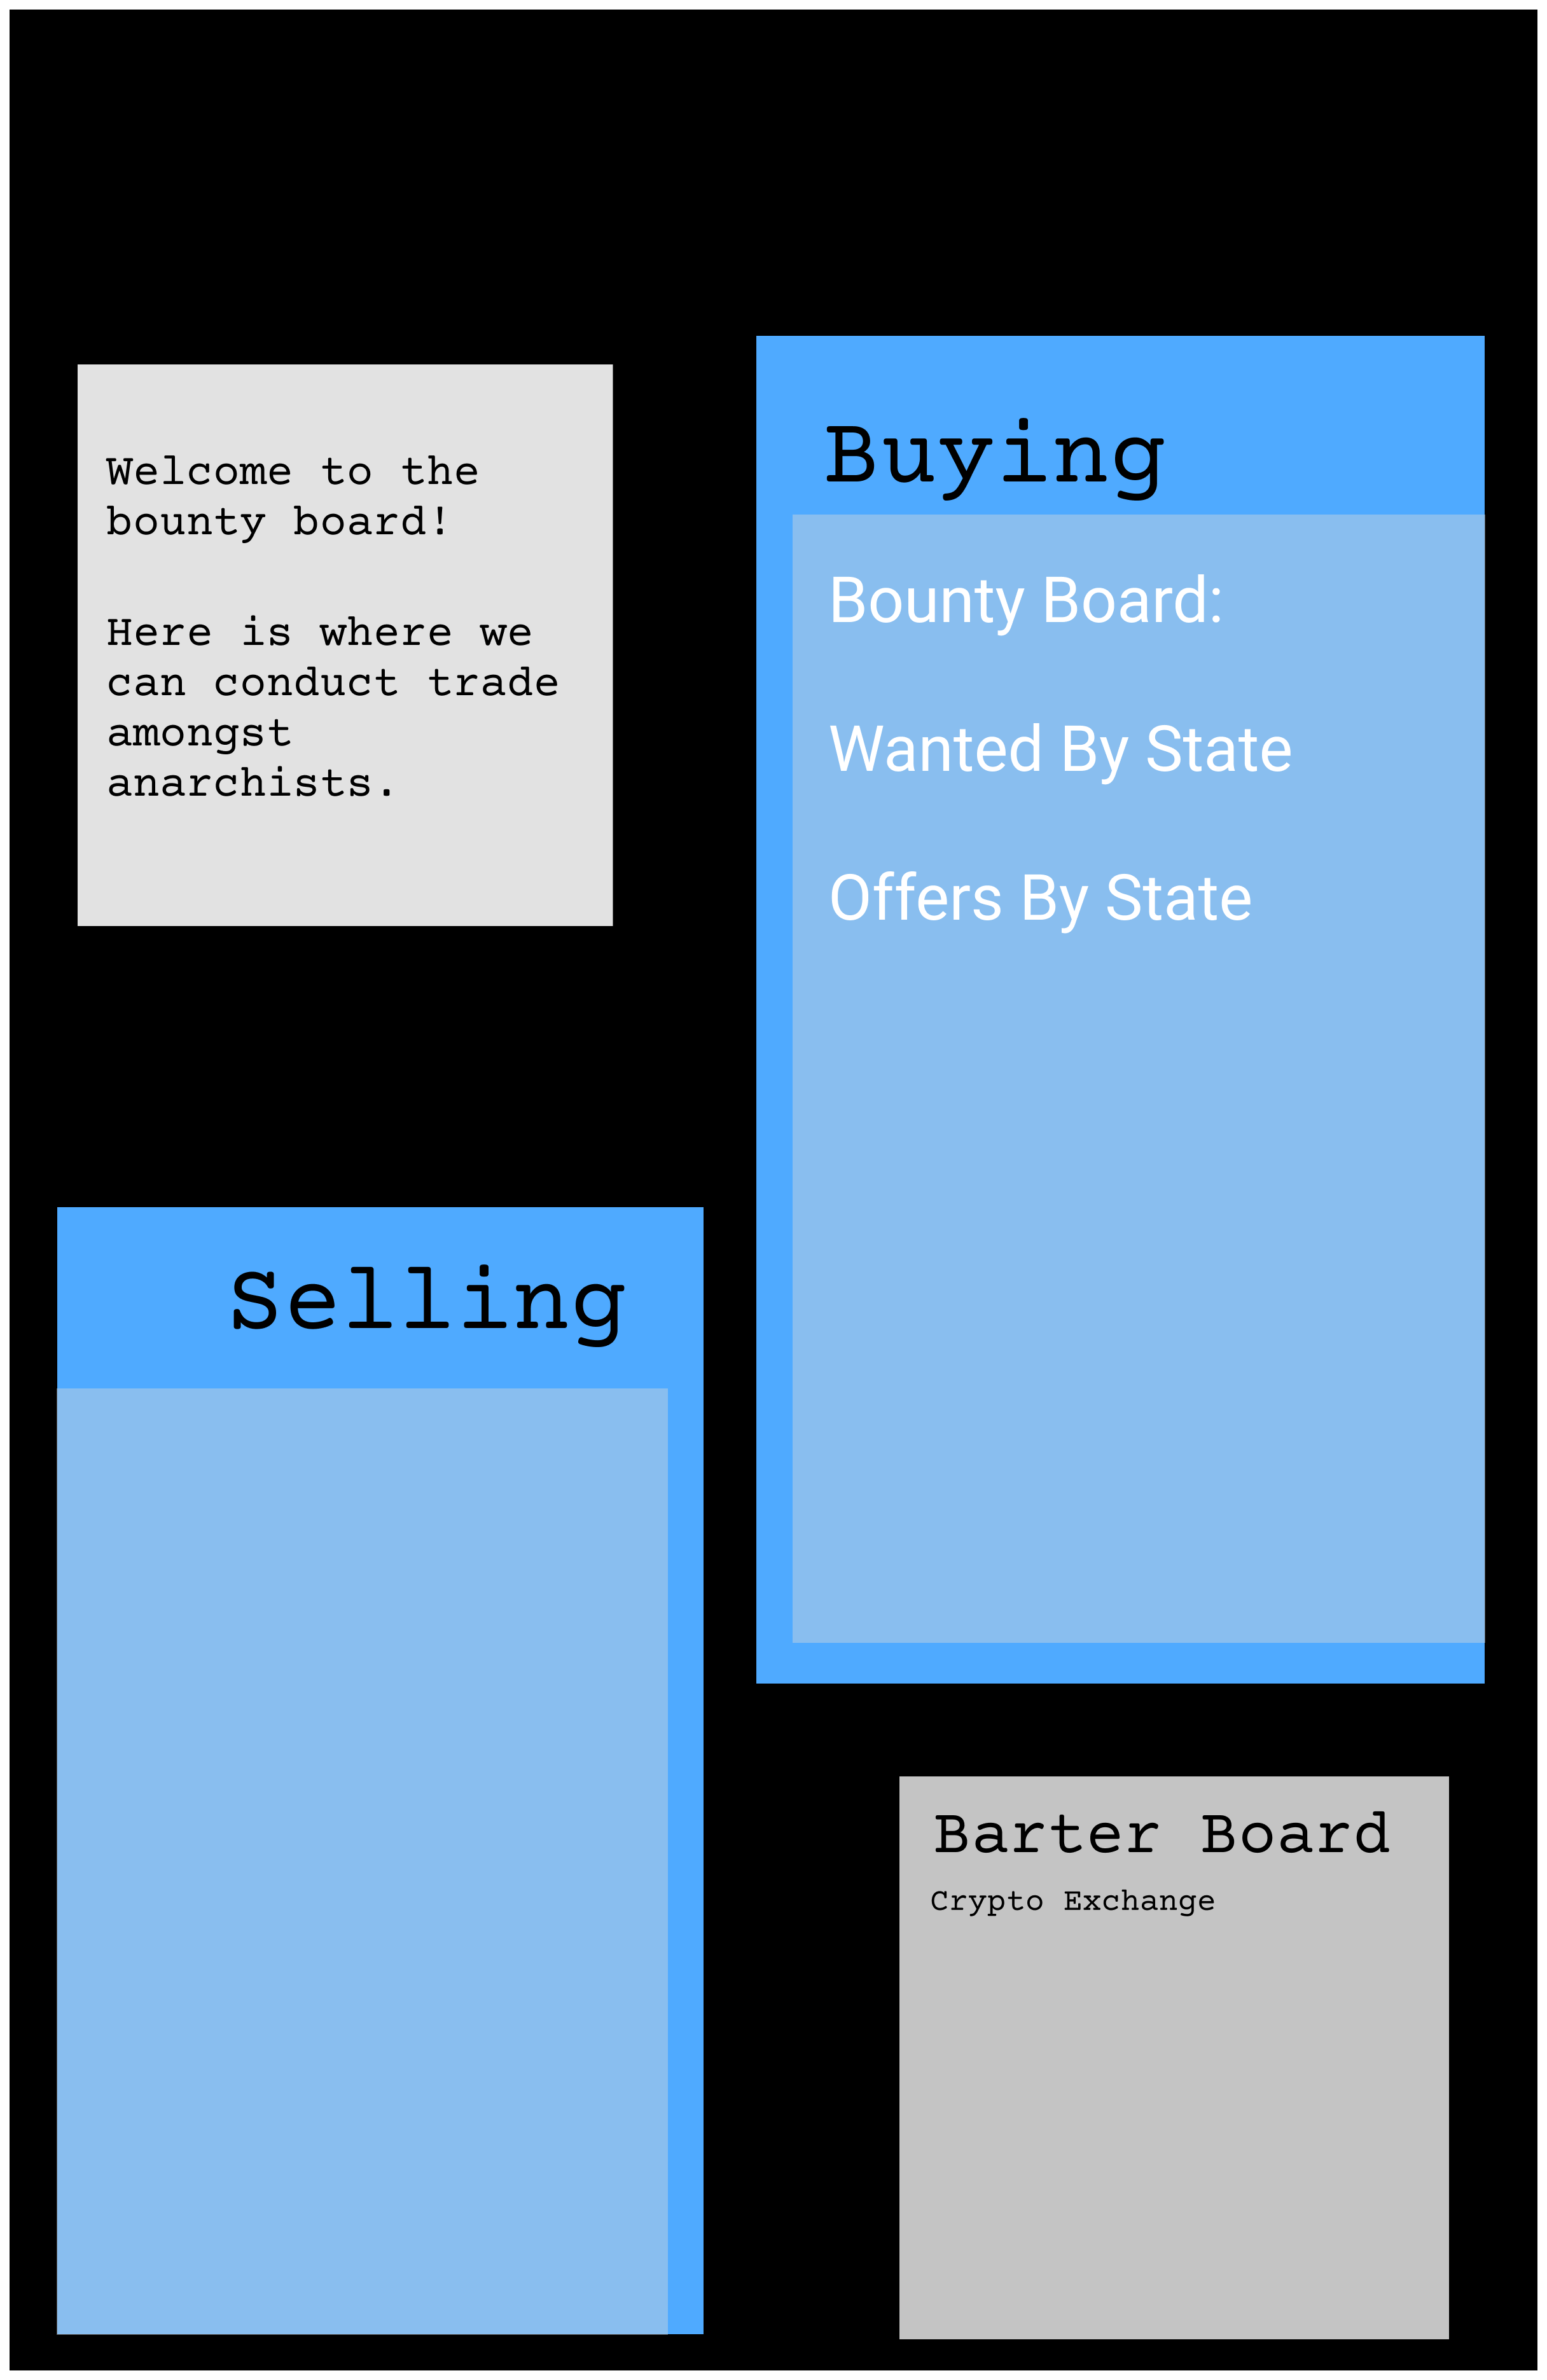 Welcome to the
bounty board!
Here is where we
can conduct trade
amongst
anarchists.
Buying
Bounty Board:
Wanted By State
Offers By State
Selling
Barter Board
Crypto Exchange